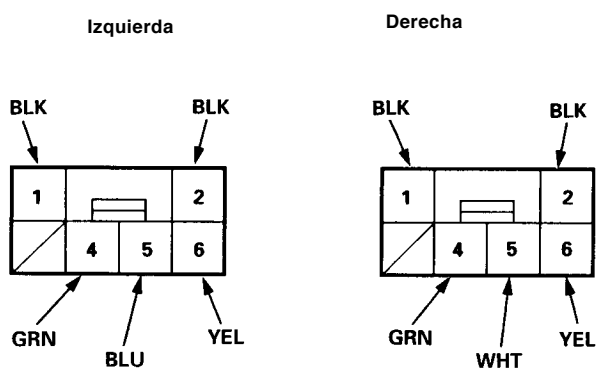 Izquierda Derecha
BLK BLK BLK BLK
1 2 1 2
4 5 6 4 5 6
GRN BLU YEL GRN WHT YEL